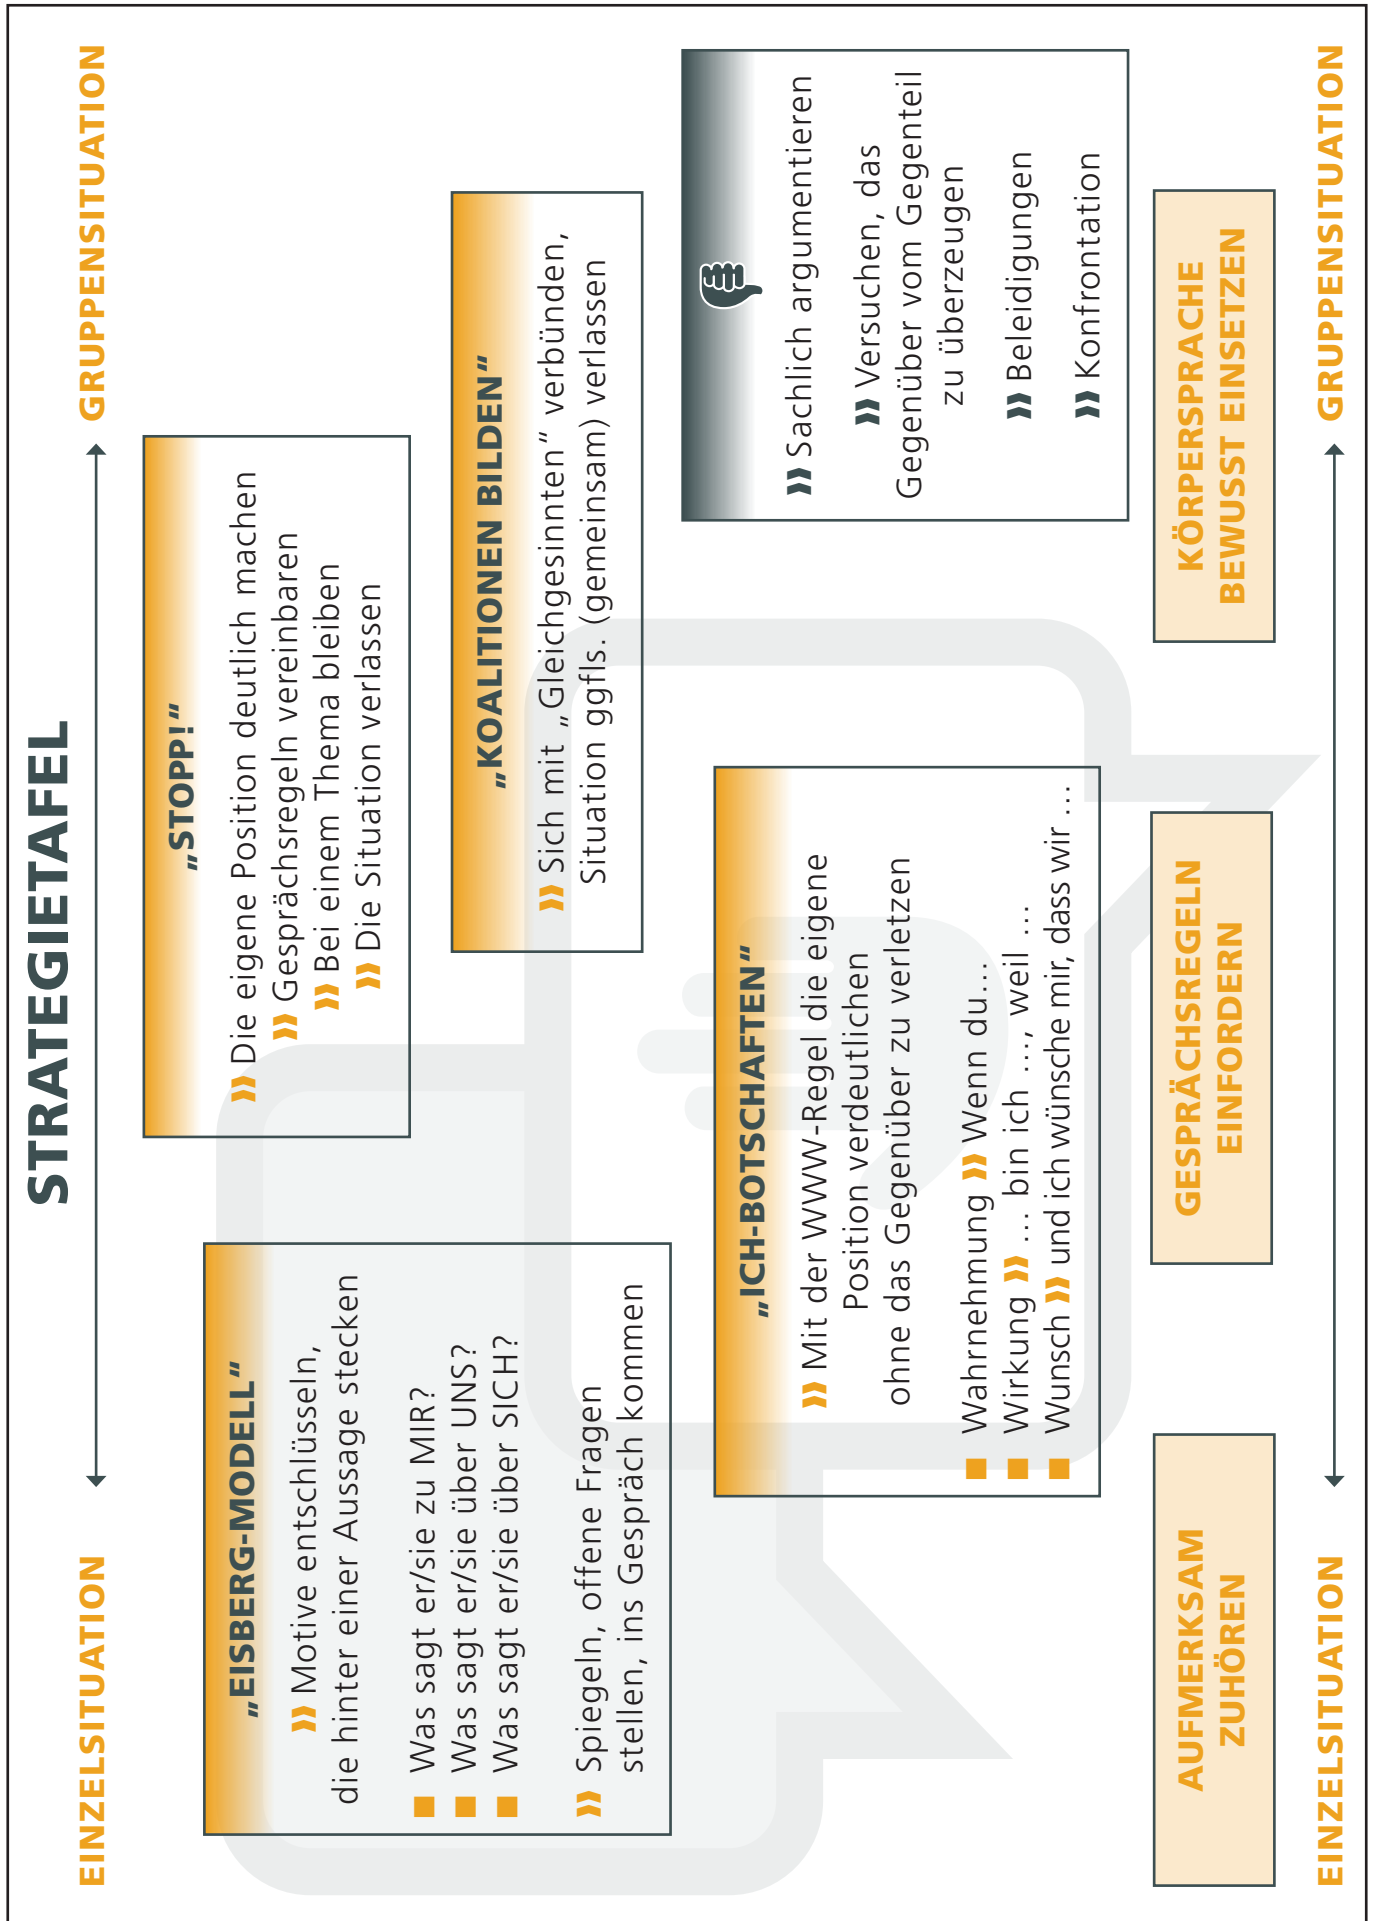 STRATEGIETAFEL
EINZELSITUATION
GRUPPENSITUATION
„EISBERG-MODELL“
Motive entschlüsseln,
die hinter einer Aussage stecken
Was sagt er/sie zu MIR?
Was sagt er/sie über UNS?
Was sagt er/sie über SICH?
Spiegeln, offene Fragen
stellen, ins Gespräch kommen
„STOPP!“
Die eigene Position deutlich machen
Gesprächsregeln vereinbaren
Bei einem Thema bleiben
Die Situation verlassen
„KOALITIONEN BILDEN“
Sich mit „Gleichgesinnten“ verbünden,
Situation ggfls. (gemeinsam) verlassen
„ICH-BOTSCHAFTEN“
Mit der WWW-Regel die eigene
Position verdeutlichen
ohne das Gegenüber zu verletzen
Wahrnehmung » Wenn du...
Wirkung » ... bin ich ..., weil ...
Wunsch » und ich wünsche mir, dass wir ...
Sachlich argumentieren
Versuchen, das
Gegenüber vom Gegenteil
zu überzeugen
Beleidigungen
Konfrontation
AUFMERKSAM
ZUHÖREN
GESPRÄCHSREGELN
EINFORDERN
KÖRPERSPRACHE
BEWUSST EINSETZEN
EINZELSITUATION
GRUPPENSITUATION